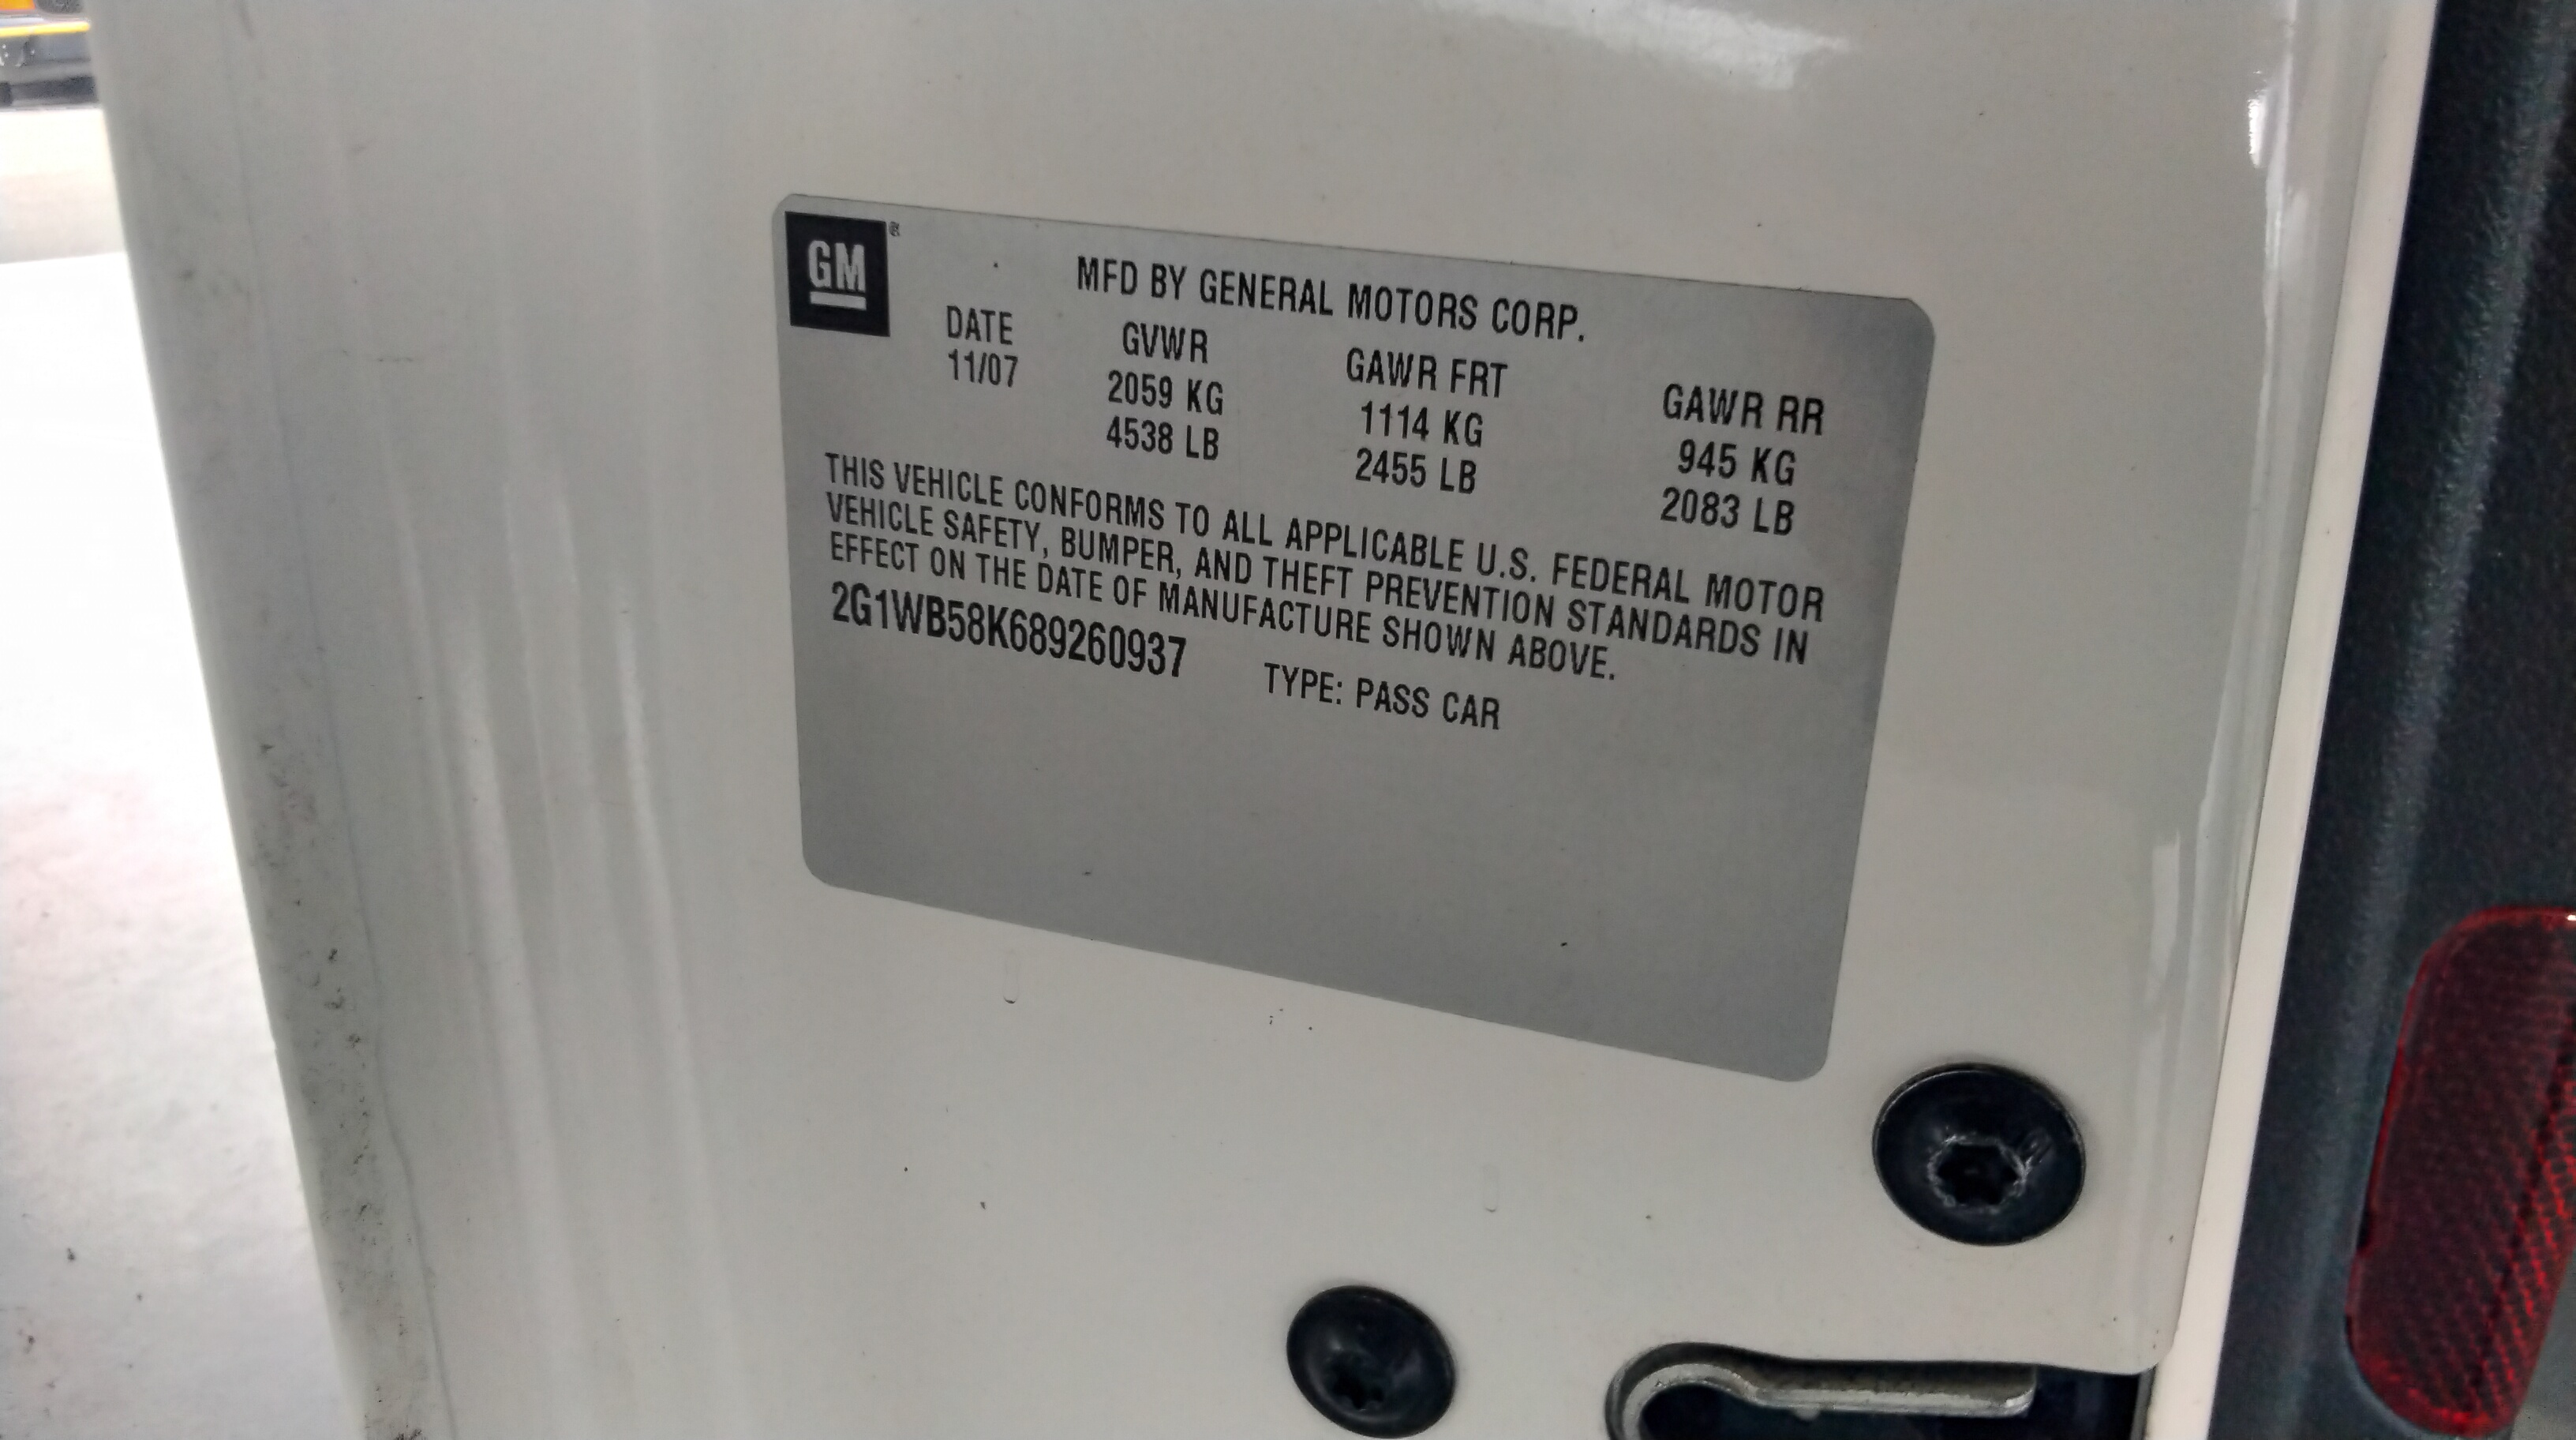 GM®
MFD BY GENERAL MOTORS CORP.
DATE GVWR GAWR FRT GAWR RR
11/07 2059 KG 1114 KG 945 KG
4538 LB 2455 LB 2083 LB
THIS VEHICLE CONFORMS TO ALL APPLICABLE U.S. FEDERAL MOTOR
VEHICLE SAFETY, BUMPER, AND THEFT PREVENTION STANDARDS IN
EFFECT ON THE DATE OF MANUFACTURE SHOWN ABOVE.
2G1WB58K689260937 TYPE: PASS CAR